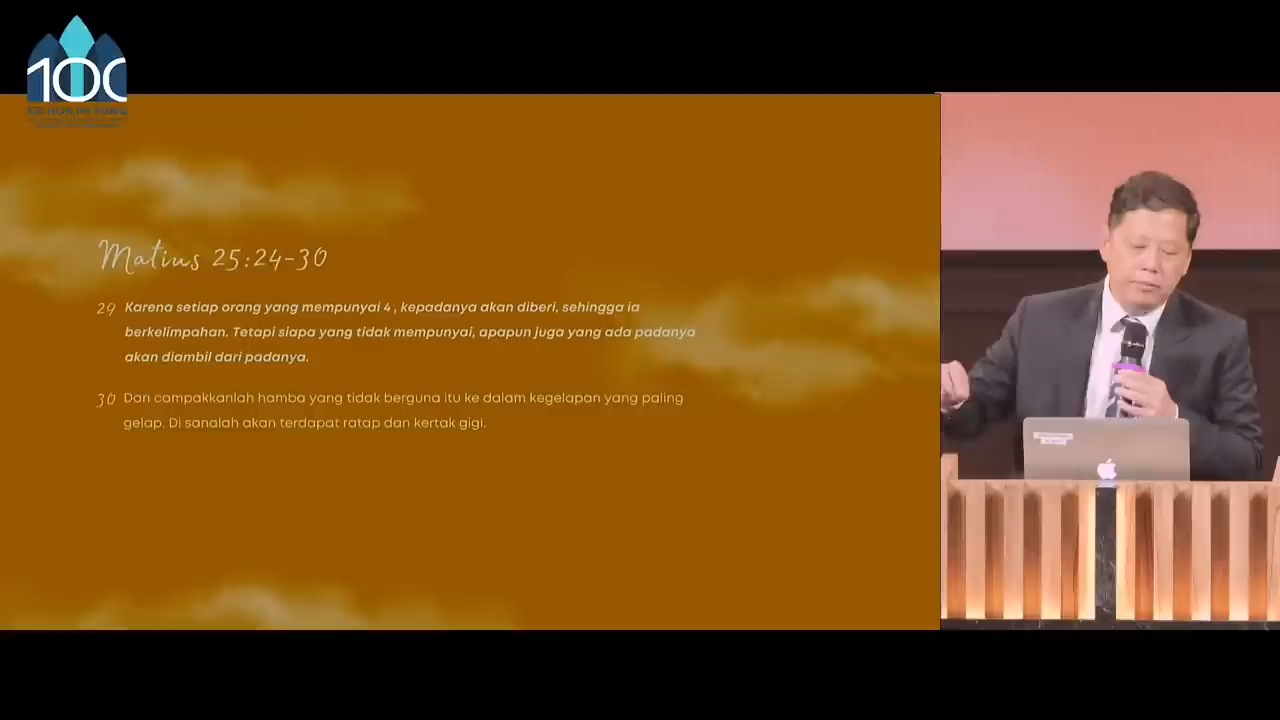 100
Matius 25:24-30
29 Karena setiap orang yang mempunyai 4 , kepadanya akan diberi, sehingga ia
berkelimpahan. Tetapi siapa yang tidak mempunyai, apapun juga yang ada padanya
akan diambil dari padanya.
30 Dan campakkanlah hamba yang tidak berguna itu ke dalam kegelapan yang paling
gelap. Di sanalah akan terdapat ratap dan kertak gigi.